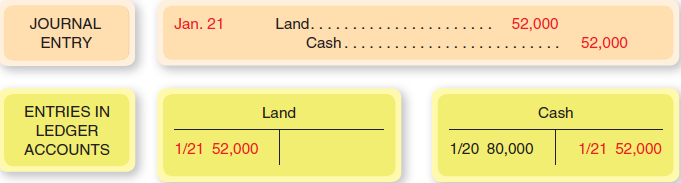 JOURNAL
ENTRY
Jan. 21 Land. . . . . . . . . . . . . . . . . . . . . . 52,000
Cash. . . . . . . . . . . . . . . . . . . . . . . . . . 52,000
ENTRIES IN
LEDGER
ACCOUNTS
Land
1/21 52,000
Cash
1/20 80,000 1/21 52,000